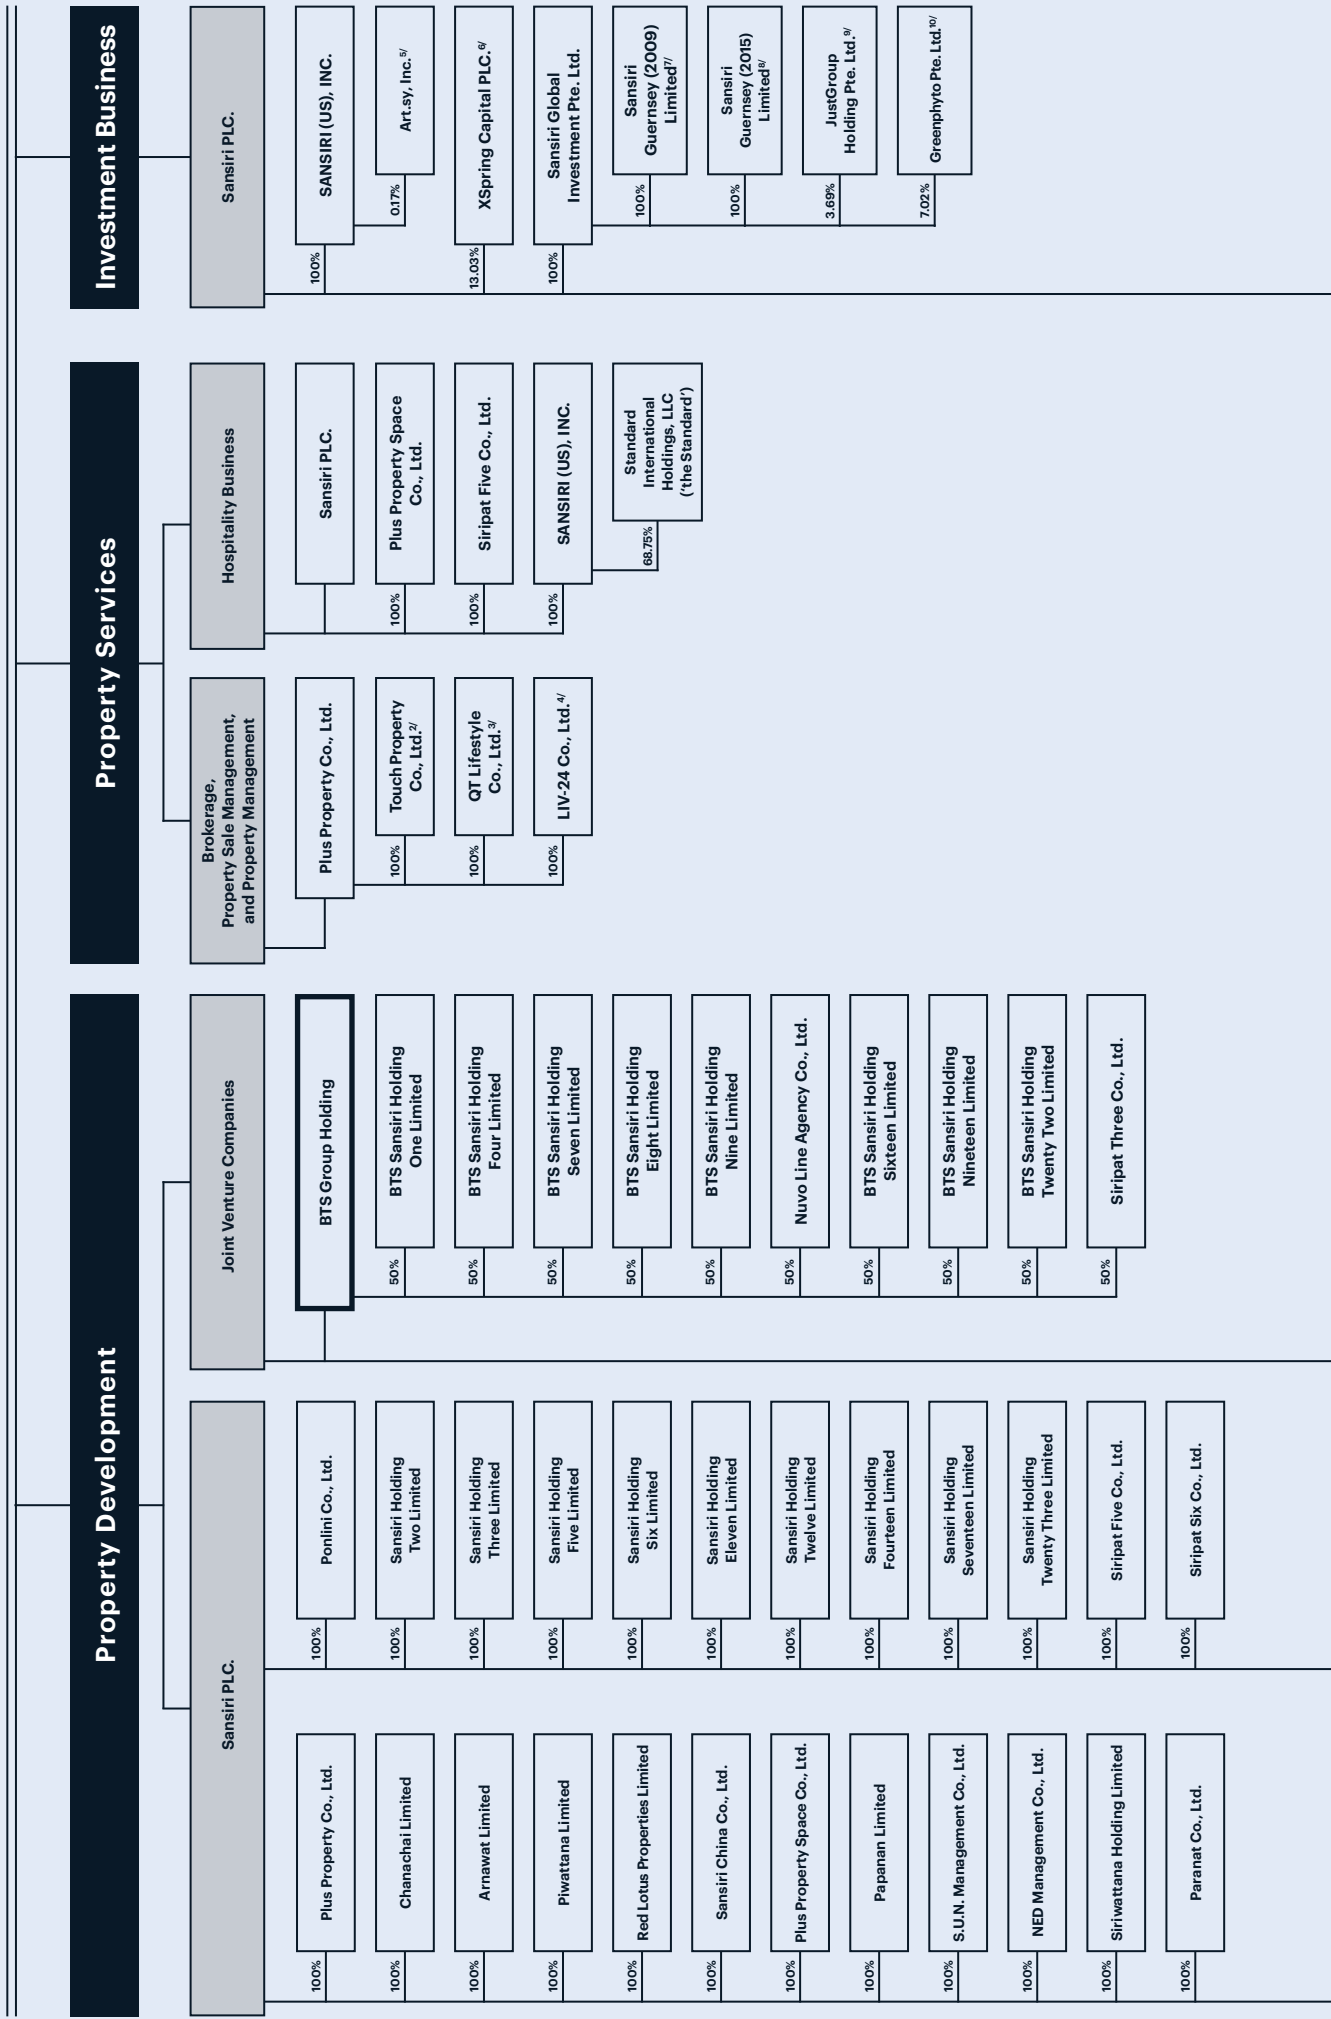 Property Development
Sansiri PLC.
100%
Plus Property Co., Ltd.
100%
Chanachai Limited
100%
Arnawat Limited
100%
Piwattana Limited
100%
Red Lotus Properties Limited
100%
Sansiri China Co., Ltd.
100%
Plus Property Space Co., Ltd.
100%
Papanan Limited
100%
S.U.N. Management Co., Ltd.
100%
NED Management Co., Ltd.
100%
Siriwattana Holding Limited
100%
Paranat Co., Ltd.
100%
Ponlini Co., Ltd.
100%
Sansiri Holding
Two Limited
100%
Sansiri Holding
Three Limited
100%
Sansiri Holding
Five Limited
100%
Sansiri Holding
Six Limited
100%
Sansiri Holding
Eleven Limited
100%
Sansiri Holding
Twelve Limited
100%
Sansiri Holding
Fourteen Limited
100%
Sansiri Holding
Seventeen Limited
100%
Sansiri Holding
Twenty Three Limited
100%
Siripat Five Co., Ltd.
100%
Siripat Six Co., Ltd.
Joint Venture Companies
BTS Group Holding
50%
BTS Sansiri Holding
One Limited
50%
BTS Sansiri Holding
Four Limited
50%
BTS Sansiri Holding
Seven Limited
50%
BTS Sansiri Holding
Eight Limited
50%
BTS Sansiri Holding
Nine Limited
50%
Nuvo Line Agency Co., Ltd.
50%
BTS Sansiri Holding
Sixteen Limited
50%
BTS Sansiri Holding
Nineteen Limited
50%
BTS Sansiri Holding
Twenty Two Limited
50%
Siripat Three Co., Ltd.
Property Services
Brokerage,
Property Sale Management,
and Property Management
Plus Property Co., Ltd.
100%
Touch Property
Co., Ltd.2/
100%
QT Lifestyle
Co., Ltd.3/
100%
LIV-24 Co., Ltd.4/
Hospitality Business
Sansiri PLC.
100%
Plus Property Space
Co., Ltd.
100%
Siripat Five Co., Ltd.
100%
SANSIRI (US), INC.
68.75%
Standard
International
Holdings, LLC
('the Standard')
Investment Business
Sansiri PLC.
100%
SANSIRI (US), INC.
0.17%
Art.sy, Inc.5/
13.03%
XSpring Capital PLC.6/
100%
Sansiri Global
Investment Pte. Ltd.
100%
Sansiri
Guernsey (2009)
Limited7/
100%
Sansiri
Guernsey (2015)
Limited8/
3.69%
JustGroup
Holding Pte. Ltd.9/
7.02%
Greenphyto Pte. Ltd.10/